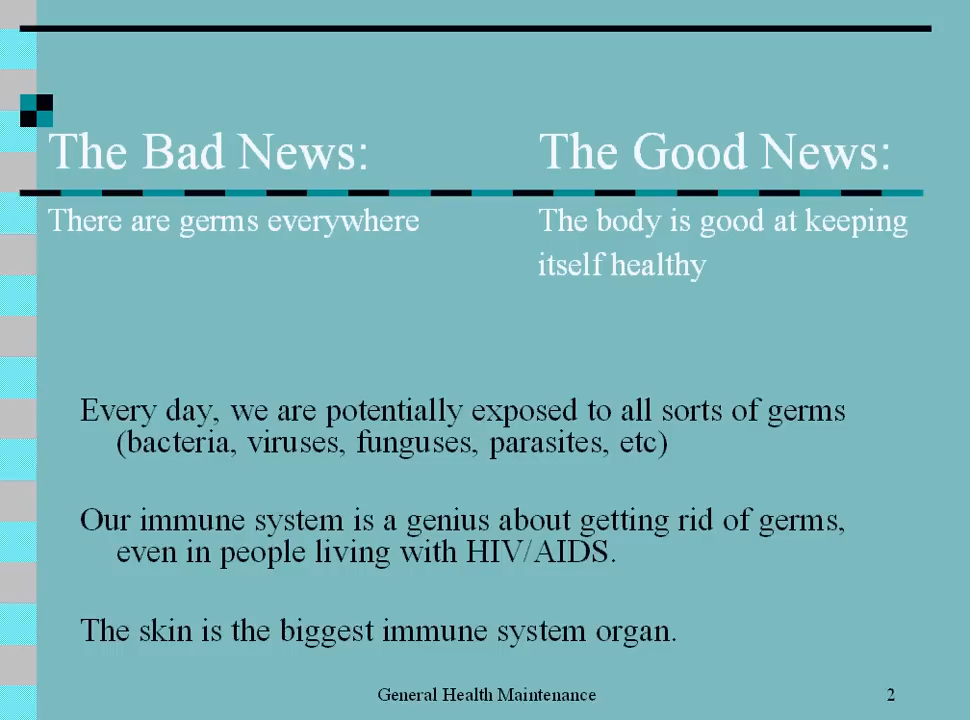 The Bad News:
The Good News:
There are germs everywhere
The body is good at keeping
itself healthy
Every day, we are potentially exposed to all sorts of germs
(bacteria, viruses, funguses, parasites, etc)
Our immune system is a genius about getting rid of germs,
even in people living with HIV/AIDS.
The skin is the biggest immune system organ.
General Health Maintenance
2